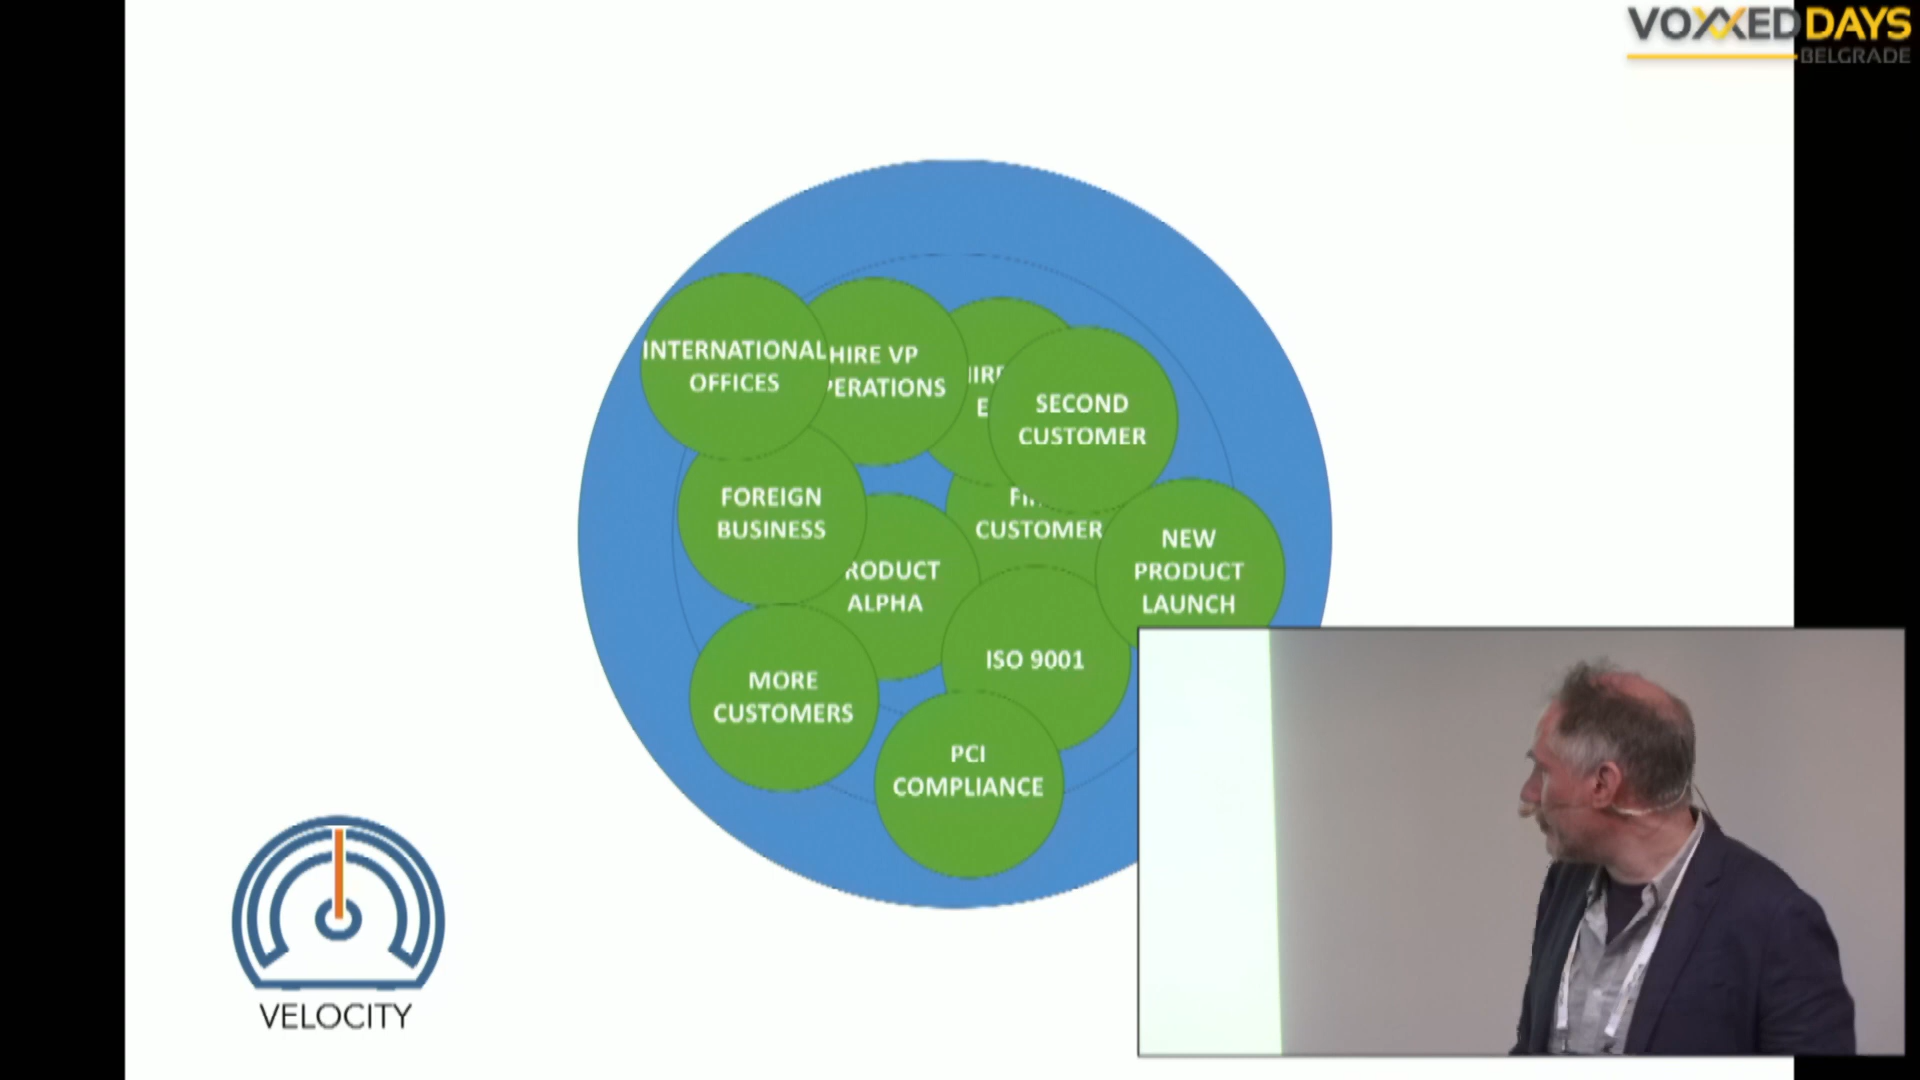 VOXXED DAYS
BELGRADE
INTERNATIONAL
OFFICES
HIRE VP
SECOND
CUSTOMER
FOREIGN
BUSINESS
CUSTOMER
NEW
PRODUCT
LAUNCH
ALPHA
ISO 9001
MORE
CUSTOMERS
PCI
COMPLIANCE
VELOCITY